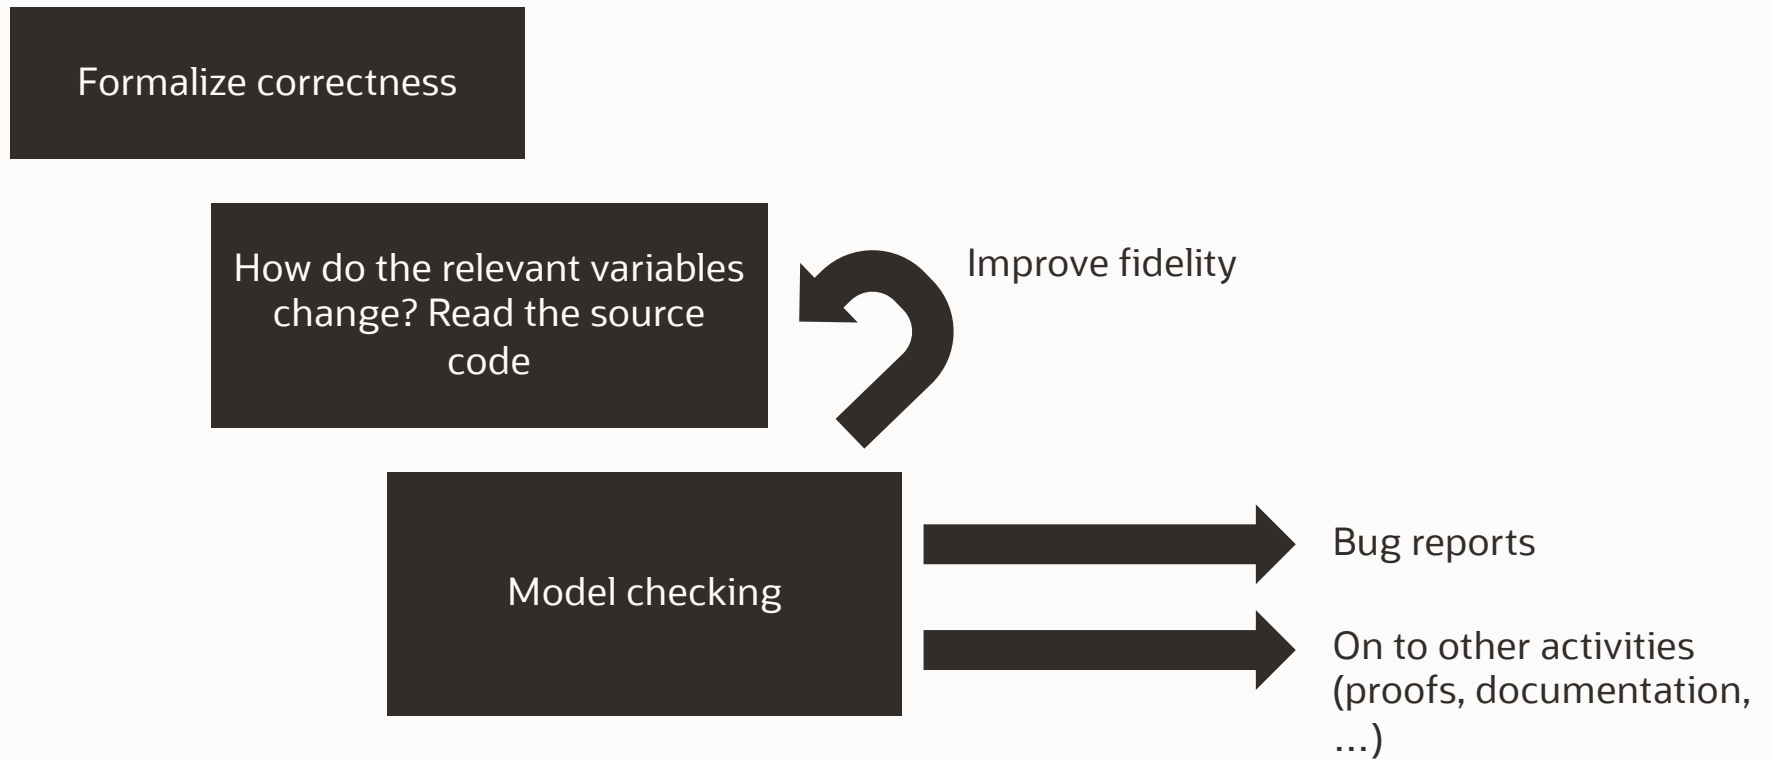 Formalize correctness
How do the relevant variables
change? Read the source
code
Improve fidelity
Model checking
Bug reports
On to other activities
(proofs, documentation,
…)